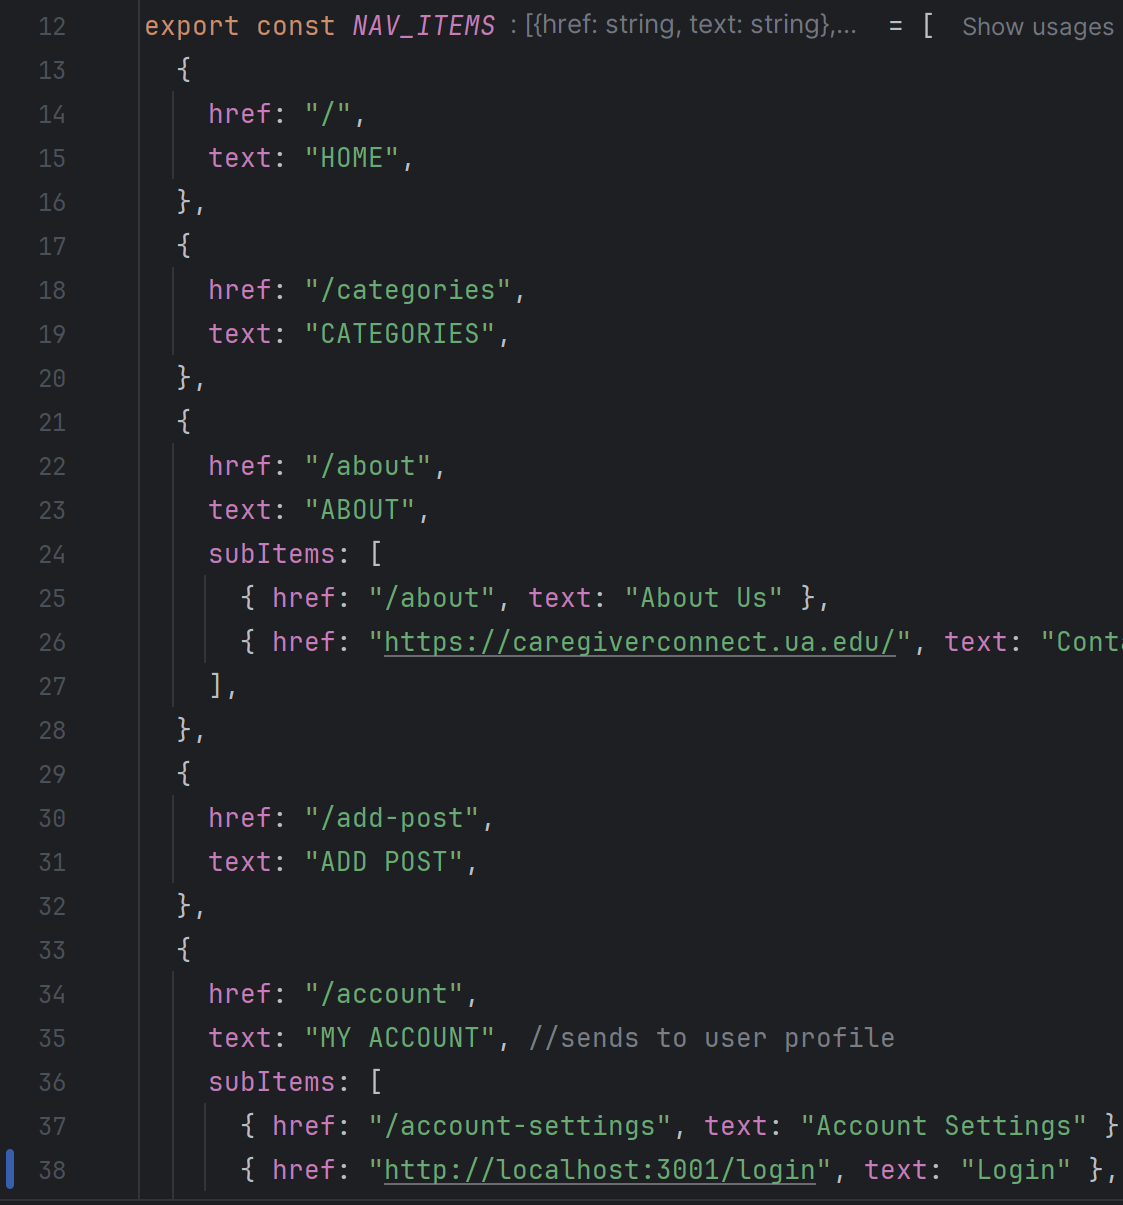 12 export const NAV_ITEMS : [{href: string, text: string},... = [ Show usages
13 {
14 href: "/",
15 text: "HOME",
16 },
17 {
18 href: "/categories",
19 text: "CATEGORIES",
20 },
21 {
22 href: "/about",
23 text: "ABOUT",
24 subItems: [
25 { href: "/about", text: "About Us" },
26 { href: "https://caregiverconnect.ua.edu/", text: "Conta
27 ],
28 },
29 {
30 href: "/add-post",
31 text: "ADD POST",
32 },
33 {
34 href: "/account",
35 text: "MY ACCOUNT", //sends to user profile
36 subItems: [
37 { href: "/account-settings", text: "Account Settings" }
38 { href: "http://localhost:3001/login", text: "Login" },